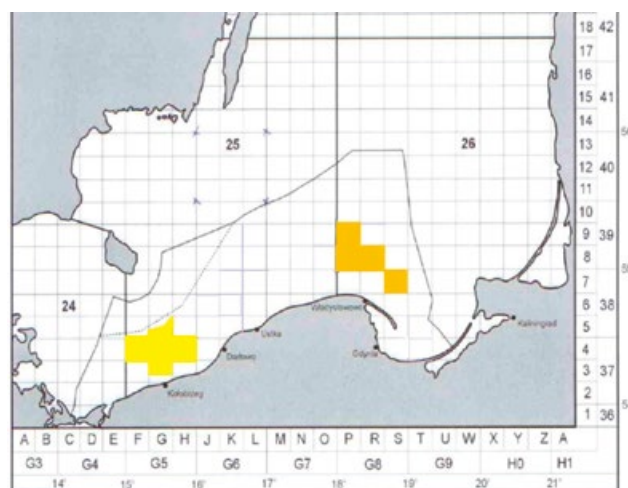 18 42
17
16
15
14 41
13
25
26
12 40
11
10
9 39
8
7
24
6 38
Władysławowo
Kaliningrad
5
Ustka
Darłowo
Gdynia
4
3 37
Kołobrzeg
2
1 36
A B C D E F G H J K L M N O P R S T U W X Y Z A
G3 G4 G5 G6 G7 G8 G9 H0 H1
14' 15' 16' 17' 18' 19' 20' 21'